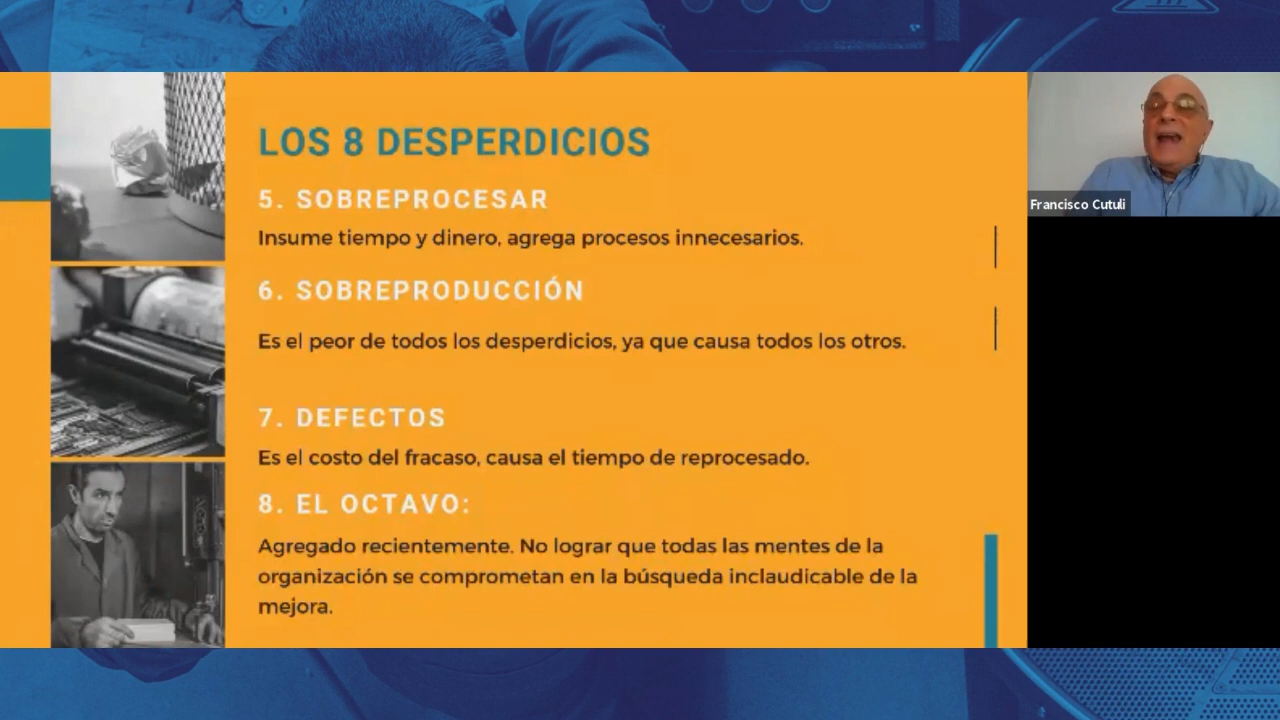 LOS 8 DESPERDICIOS
5. SOBREPROCESAR
Insume tiempo y dinero, agrega procesos innecesarios.
6. SOBREPRODUCCIÓN
Es el peor de todos los desperdicios, ya que causa todos los otros.
7. DEFECTOS
Es el costo del fracaso, causa el tiempo de reprocesado.
8. EL OCTAVO:
Agregado recientemente. No lograr que todas las mentes de la
organización se comprometan en la búsqueda inclaudicable de la
mejora.
Francisco Cutuli